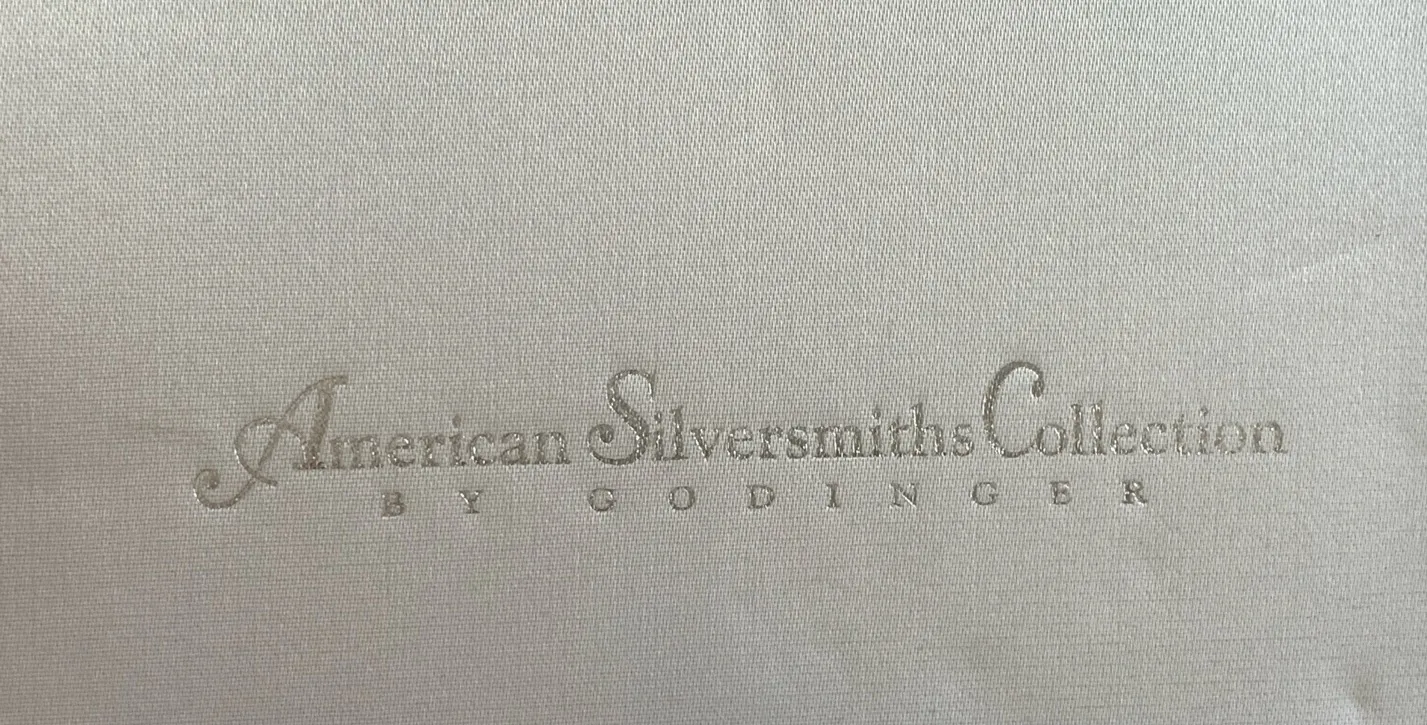 American Silversmiths Collection
BY GODINGER